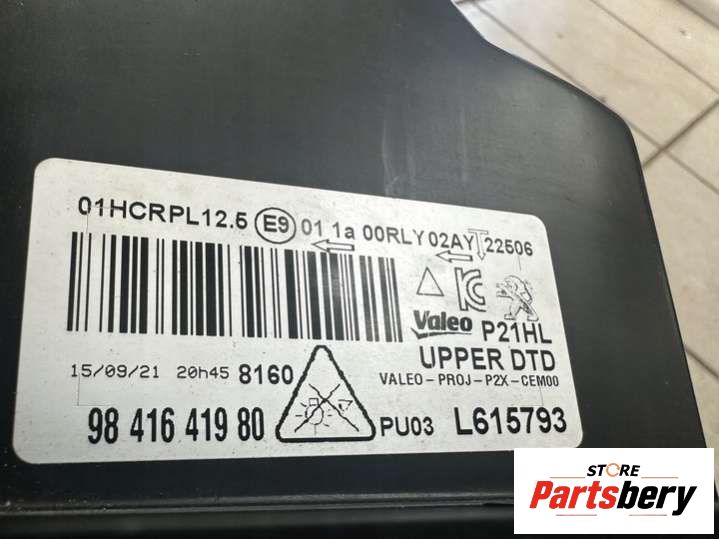 01HCRPL12.5 E9 01 1a 00RLY 02AY 22506
Valeo P21HL
UPPER DTD
15/09/21 20h45 8160
VALEO-PROJ-P2X-CEM00
98 416 419 80
PU03 L615793
STORE
Partsbery